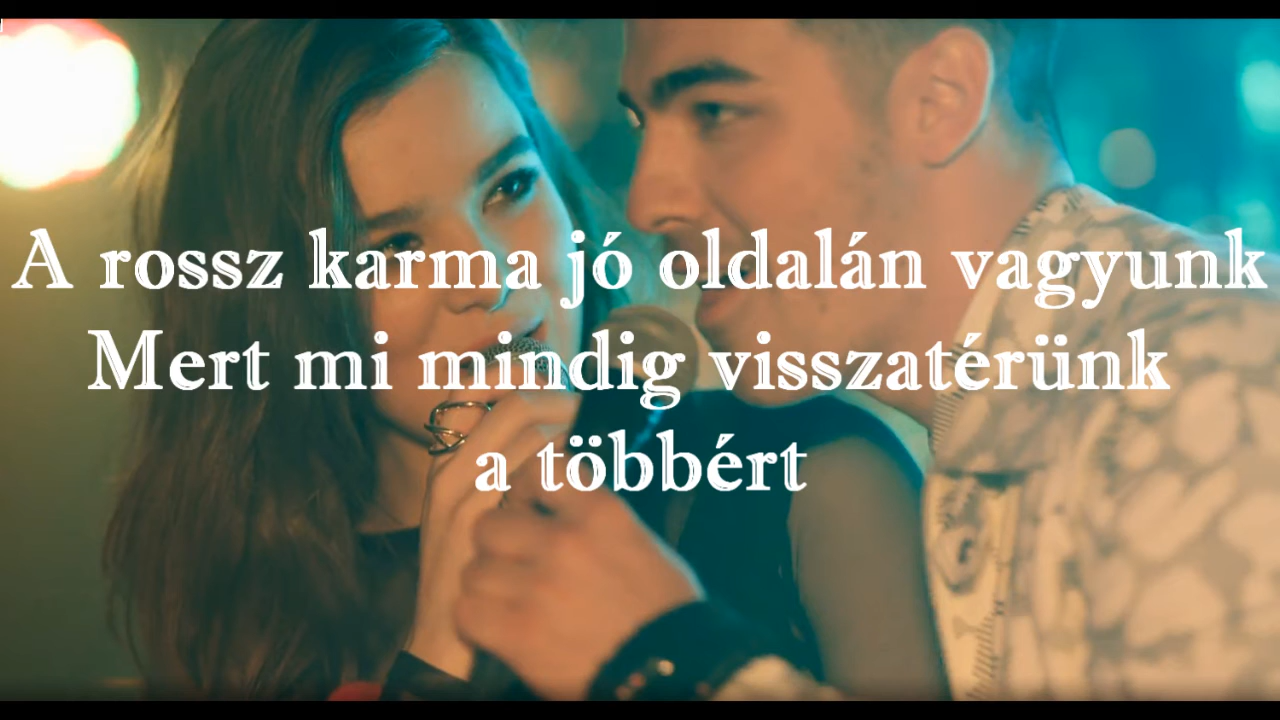 A rossz karma jó oldalán vagyunk
Mert mi mindig visszatérünk
a többért